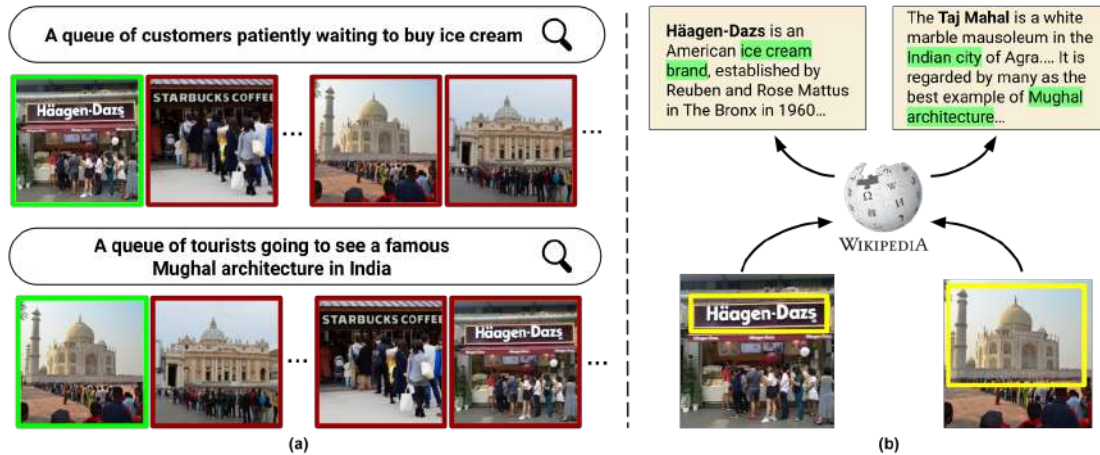 A queue of customers patiently waiting to buy ice cream
Häagen-Dazs
STARBUCKS COFFE
...
...
A queue of tourists going to see a famous
Mughal architecture in India
...
STARBUCKS COFFE
Häagen-Dazs
...
(a)
Häagen-Dazs is an
American ice cream
brand, established by
Reuben and Rose Mattus
in The Bronx in 1960...
The Taj Mahal is a white
marble mausoleum in the
Indian city of Agra.... It is
regarded by many as the
best example of Mughal
architecture...
Ω
W
И
WIKIPEDIA
Häagen-Dazs
(b)